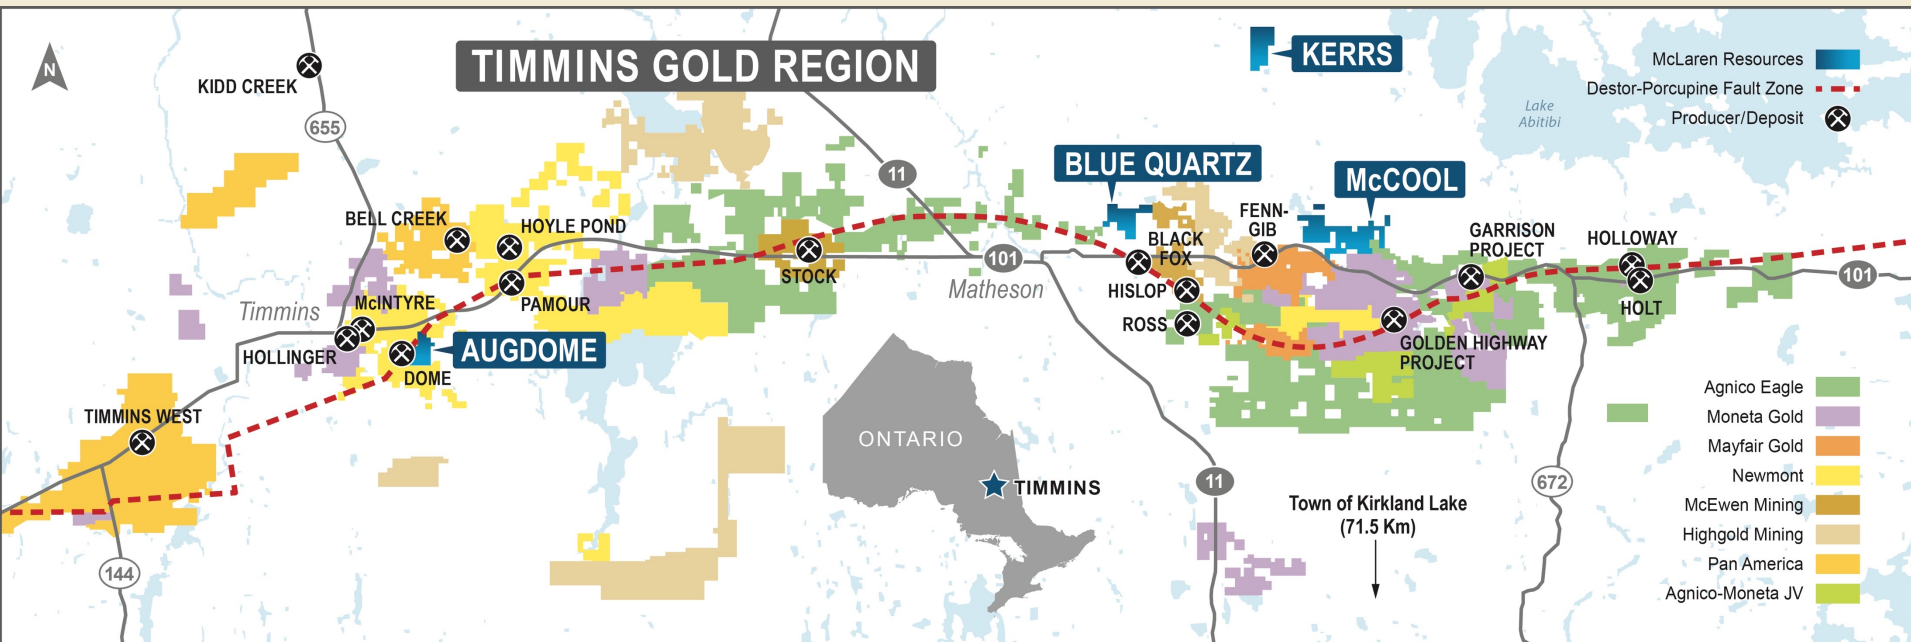 TIMMINS GOLD REGION
N
KIDD CREEK
655
11
KERRS
Lake
Abitibi
McLaren Resources
Destor-Porcupine Fault Zone
Producer/Deposit
BLUE QUARTZ
McCOOL
BELL CREEK
HOYLE POND
STOCK
PAMOUR
Timmins
McINTYRE
HOLLINGER
DOME
AUGDOME
TIMMINS WEST
144
101
Matheson
BLACK
FOX
HISLOP
ROSS
FENN-
GIB
GARRISON
PROJECT
HOLLOWAY
HOLT
101
GOLDEN HIGHWAY
PROJECT
ONTARIO
TIMMINS
11
Town of Kirkland Lake
(71.5 Km)
672
Agnico Eagle
Moneta Gold
Mayfair Gold
Newmont
McEwen Mining
Highgold Mining
Pan America
Agnico-Moneta JV